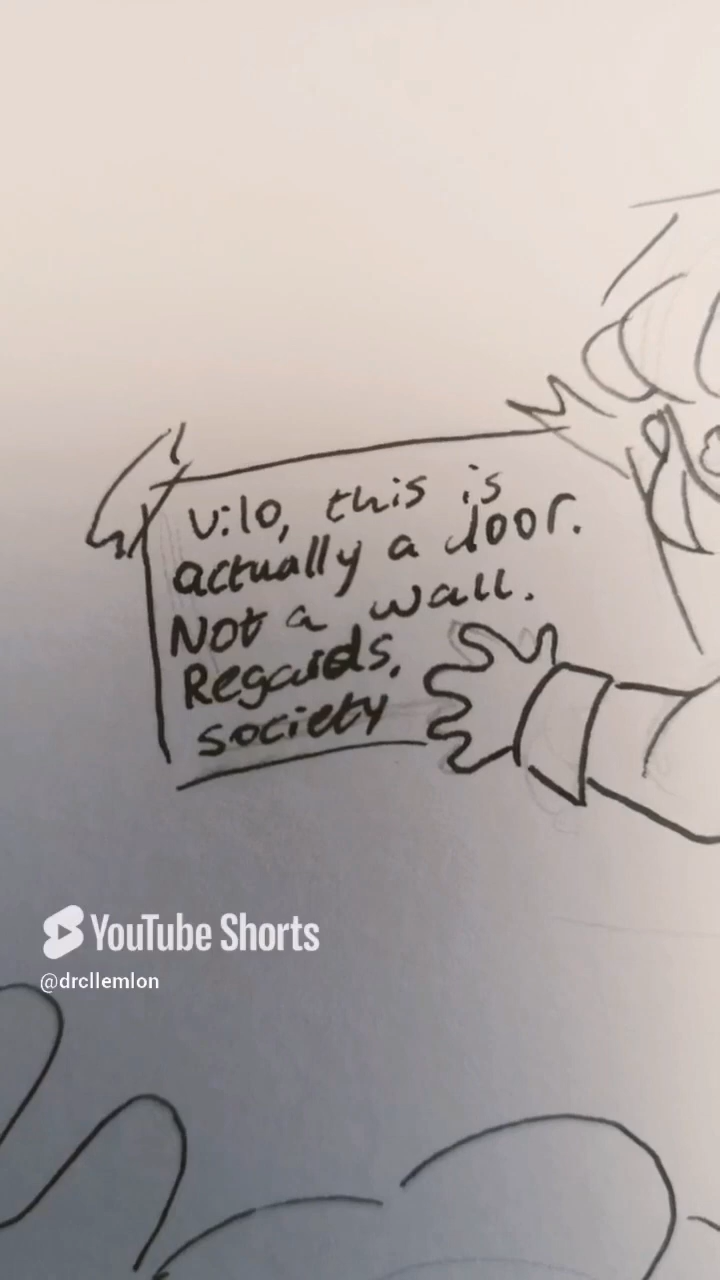 Vilo, this is
actually a door.
Not a wall.
Regards,
society
YouTube Shorts
@drcllemlon